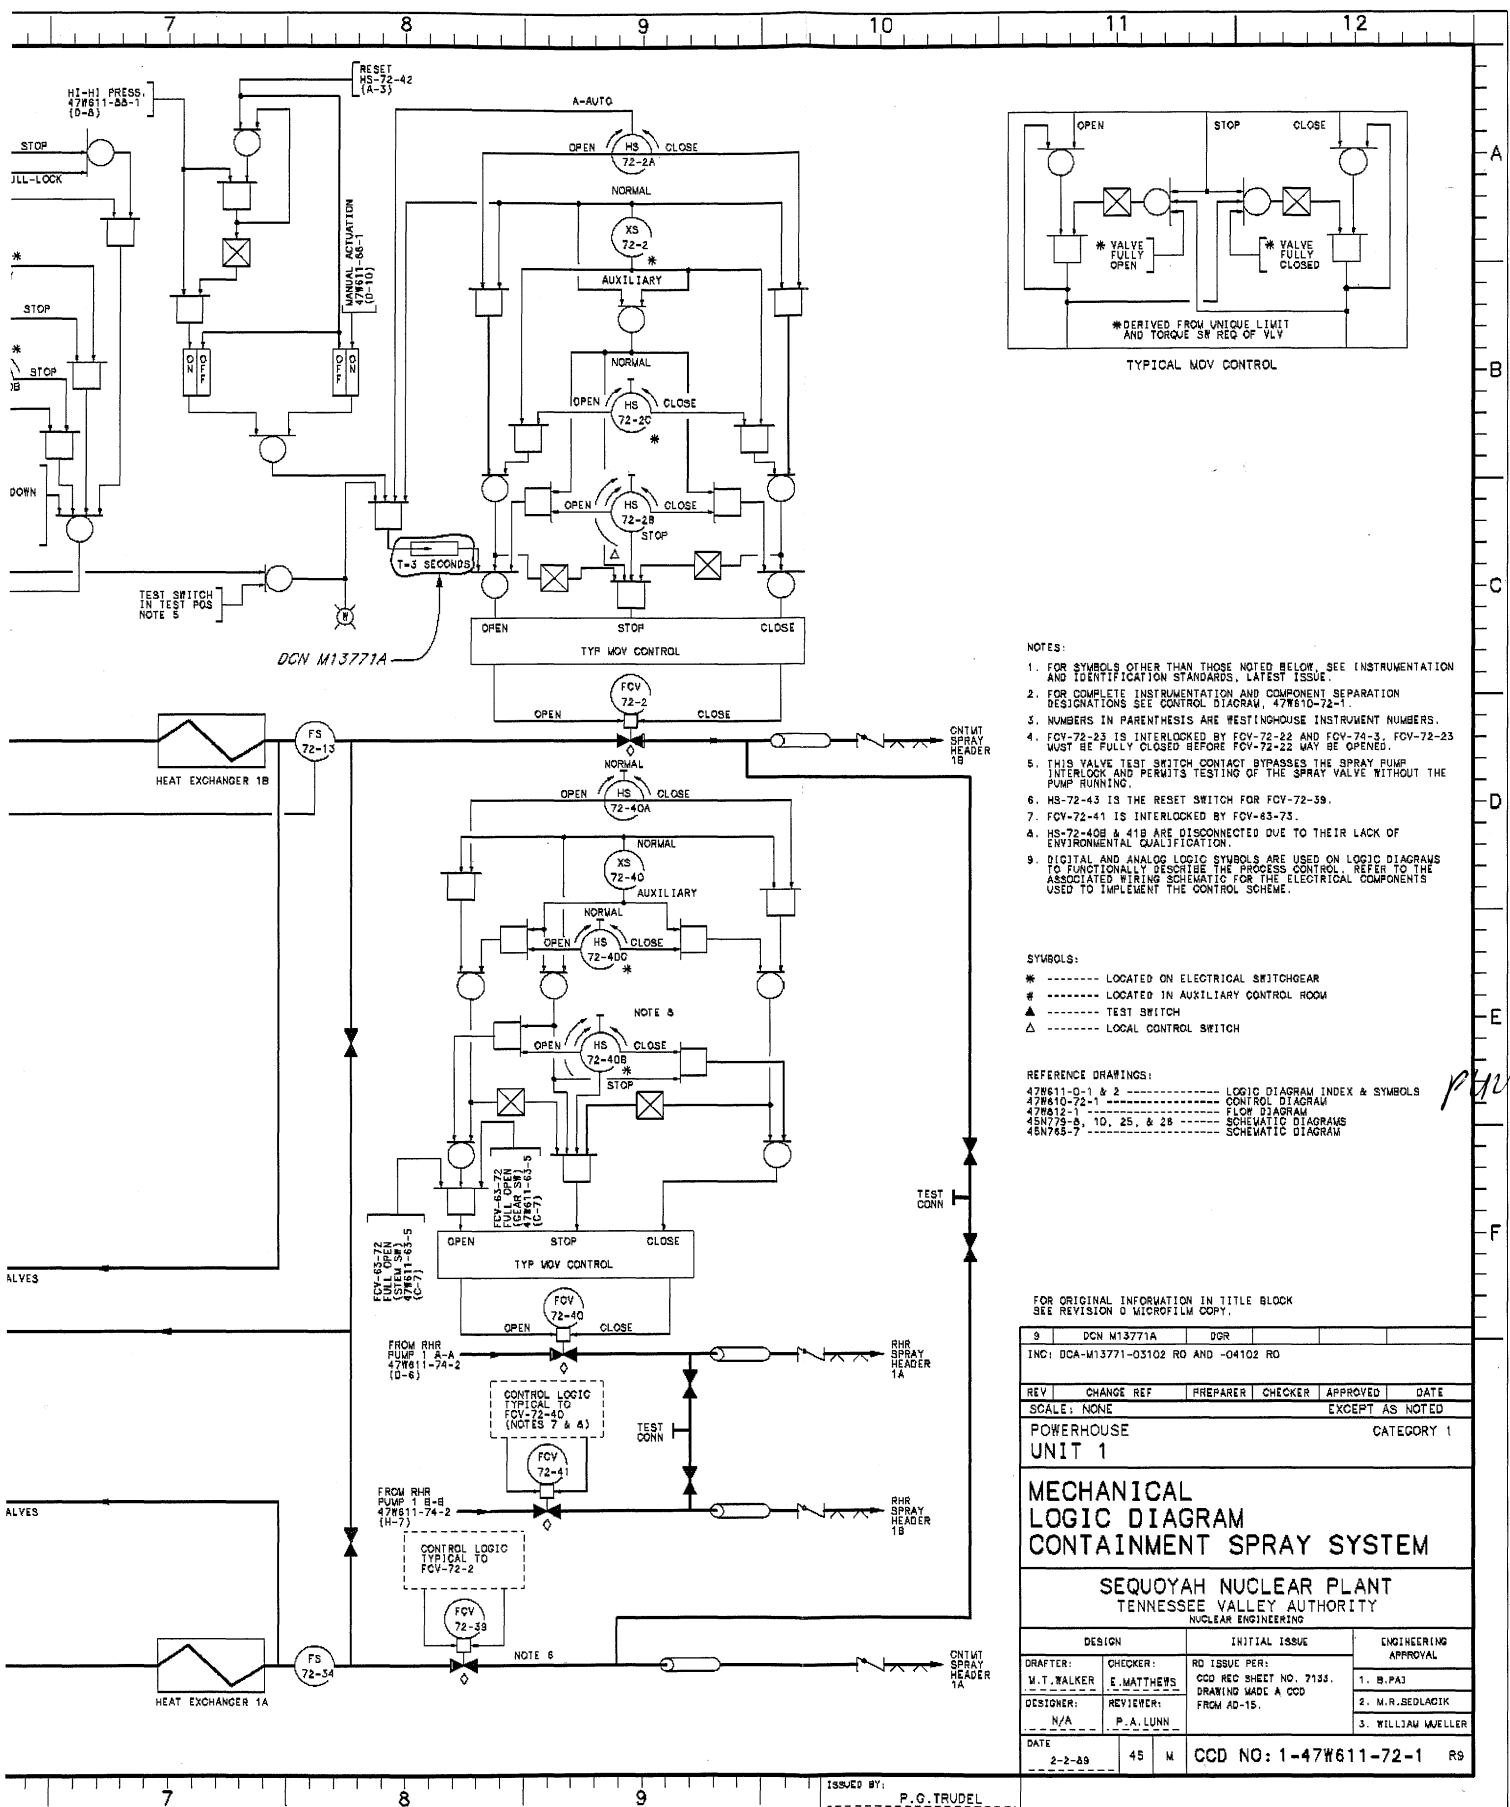 7 8 9 10 11 12
RESET
HS-72-42
(A-3)
HI-HI PRESS.
47W611-88-1
(D-8)
STOP
ULL-LOCK
A-AUTO
OPEN HS CLOSE
72-2A
NORMAL
XS
72-2
*
AUXILIARY
MANUAL ACTUATION
47W611-88-1
(D-10)
*
STOP
*
STOP
OB
ON OFF
OFF ON
NORMAL
OPEN HS CLOSE
72-2C
*
OPEN HS CLOSE
72-2B
STOP
DOWN
T=3 SECONDS
TEST SWITCH
IN TEST POS
NOTE 5
W
DCN M13771A
OPEN STOP CLOSE
TYP MOV CONTROL
FCV
72-2
OPEN CLOSE
OPEN STOP CLOSE
* VALVE
FULLY
OPEN
* VALVE
FULLY
CLOSED
*DERIVED FROM UNIQUE LIMIT
AND TORQUE SW REQ OF VLV
TYPICAL MOV CONTROL
A
B
C
D
E
F
HEAT EXCHANGER 1B
FS
72-13
CNTMT
SPRAY
HEADER
1B
NORMAL
OPEN HS CLOSE
72-40A
NORMAL
XS
72-40
AUXILIARY
NORMAL
OPEN HS CLOSE
72-40C
*
NOTE 8
OPEN HS CLOSE
72-40B
*
STOP
FCV-63-72
FULL OPEN
(GEAR SW)
47W611-63-5
(C-7)
FCV-63-72
FULL OPEN
(STEM SW)
47W611-63-5
(C-7)
OPEN STOP CLOSE
TYP MOV CONTROL
FCV
72-40
OPEN CLOSE
ALVES
FROM RHR
PUMP 1 A-A
47W611-74-2
(D-6)
RHR
SPRAY
HEADER
1A
CONTROL LOGIC
TYPICAL TO
FCV-72-40
(NOTES 7 & 8)
TEST
CONN
TEST
CONN
FCV
72-41
FROM RHR
PUMP 1 B-B
47W611-74-2
(H-7)
RHR
SPRAY
HEADER
1B
ALVES
CONTROL LOGIC
TYPICAL TO
FCV-72-2
FCV
72-39
NOTE 6
HEAT EXCHANGER 1A
FS
72-34
CNTMT
SPRAY
HEADER
1A
NOTES:
1. FOR SYMBOLS OTHER THAN THOSE NOTED BELOW, SEE INSTRUMENTATION
AND IDENTIFICATION STANDARDS, LATEST ISSUE.
2. FOR COMPLETE INSTRUMENTATION AND COMPONENT SEPARATION
DESIGNATIONS SEE CONTROL DIAGRAM, 47W610-72-1.
3. NUMBERS IN PARENTHESIS ARE WESTINGHOUSE INSTRUMENT NUMBERS.
4. FCV-72-23 IS INTERLOCKED BY FCV-72-22 AND FCV-74-3. FCV-72-23
MUST BE FULLY CLOSED BEFORE FCV-72-22 MAY BE OPENED.
5. THIS VALVE TEST SWITCH CONTACT BYPASSES THE SPRAY PUMP
INTERLOCK AND PERMITS TESTING OF THE SPRAY VALVE WITHOUT THE
PUMP RUNNING.
6. HS-72-43 IS THE RESET SWITCH FOR FCV-72-39.
7. FCV-72-41 IS INTERLOCKED BY FCV-63-73.
8. HS-72-40B & 41B ARE DISCONNECTED DUE TO THEIR LACK OF
ENVIRONMENTAL QUALIFICATION.
9. DIGITAL AND ANALOG LOGIC SYMBOLS ARE USED ON LOGIC DIAGRAMS
TO FUNCTIONALLY DESCRIBE THE PROCESS CONTROL. REFER TO THE
ASSOCIATED WIRING SCHEMATIC FOR THE ELECTRICAL COMPONENTS
USED TO IMPLEMENT THE CONTROL SCHEME.
SYMBOLS:
* -------- LOCATED ON ELECTRICAL SWITCHGEAR
# -------- LOCATED IN AUXILIARY CONTROL ROOM
▲ -------- TEST SWITCH
△ -------- LOCAL CONTROL SWITCH
REFERENCE DRAWINGS:
47W611-0-1 & 2 -------- LOGIC DIAGRAM INDEX & SYMBOLS
47W610-72-1 -------- CONTROL DIAGRAM
47W812-1 -------- FLOW DIAGRAM
45N779-8, 10, 25, & 28 ------ SCHEMATIC DIAGRAMS
45N765-7 -------- SCHEMATIC DIAGRAM
FOR ORIGINAL INFORMATION IN TITLE BLOCK
SEE REVISION 0 MICROFILM COPY.
9 DCN M13771A DGR
INC: DCA-M13771-03102 R0 AND -04102 R0
REV CHANGE REF PREPARER CHECKER APPROVED DATE
SCALE: NONE EXCEPT AS NOTED
POWERHOUSE CATEGORY 1
UNIT 1
MECHANICAL
LOGIC DIAGRAM
CONTAINMENT SPRAY SYSTEM
SEQUOYAH NUCLEAR PLANT
TENNESSEE VALLEY AUTHORITY
NUCLEAR ENGINEERING
DESIGN INITIAL ISSUE ENGINEERING
APPROVAL
DRAFTER: CHECKER: R0 ISSUE PER:
M.T.WALKER E.MATTHEWS CCD REC SHEET NO. 7133. 1. B.PAJ
DRAWING MADE A CCD
DESIGNER: REVIEWER: FROM AD-15. 2. M.R.SEDLACIK
N/A P.A.LUNN 3. WILLIAM MUELLER
DATE
2-2-89 45 M CCD NO: 1-47W611-72-1 R9
7 8 9
ISSUED BY:
P.G.TRUDEL